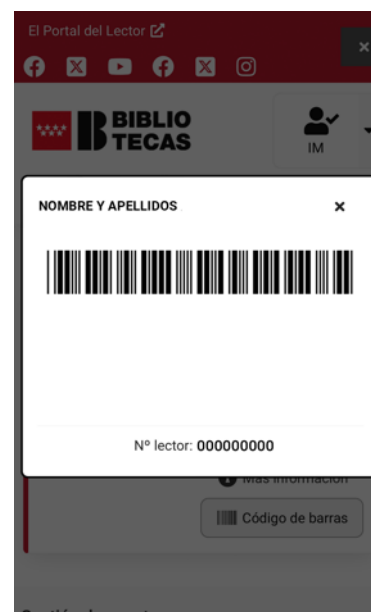 El Portal del Lector
BIBLIO
TECAS
IM
NOMBRE Y APELLIDOS
Nº lector: 000000000
Más información
Código de barras